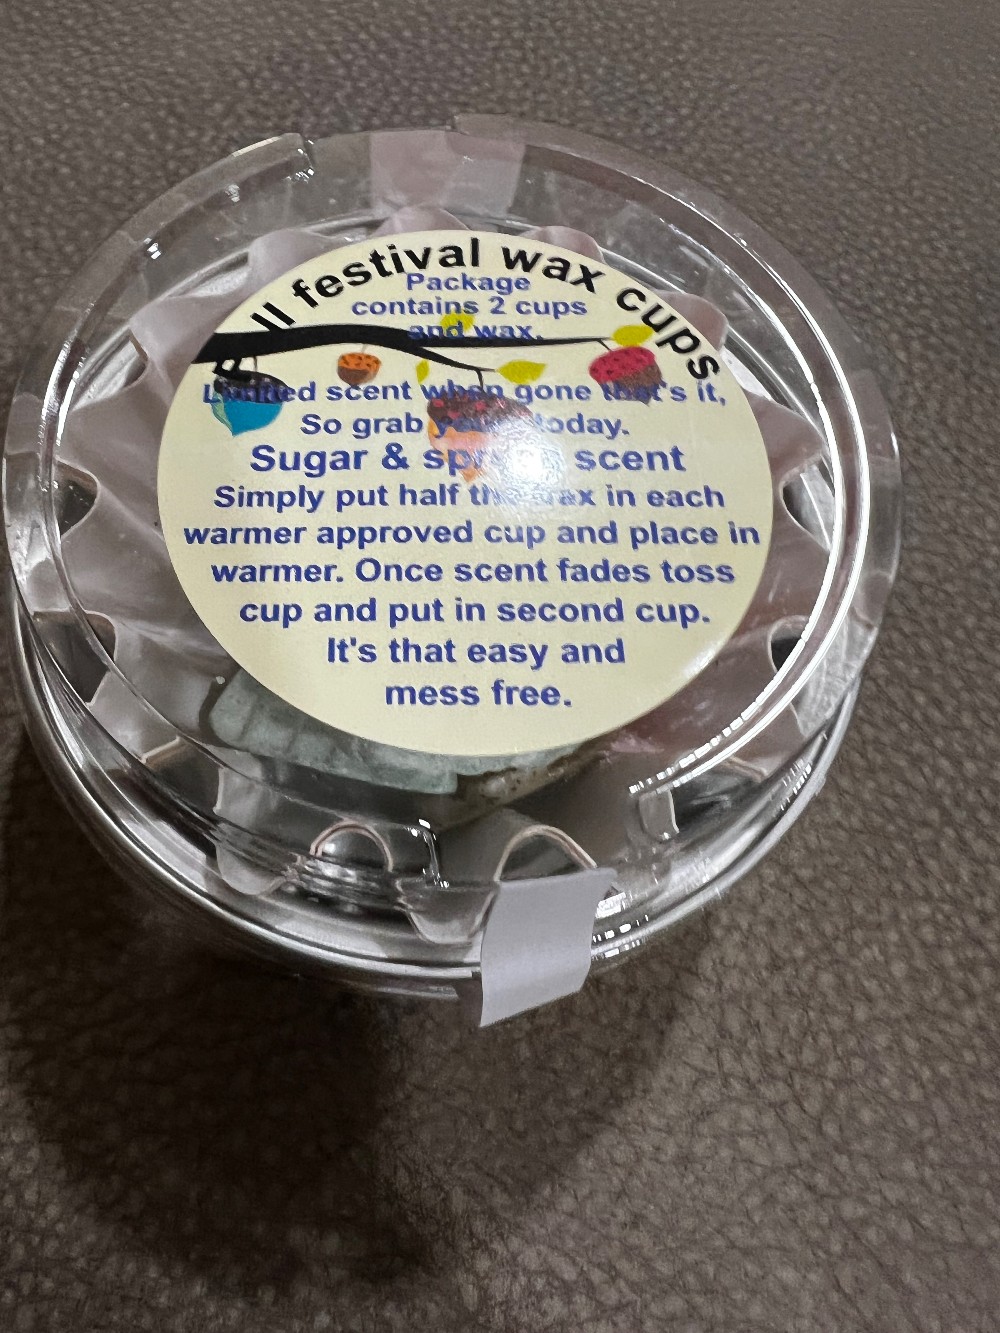 Fall festival wax cups
Package
contains 2 cups
and wax.
Limited scent when gone that's it,
So grab today.
Sugar & scent
Simply put half the wax in each
warmer approved cup and place in
warmer. Once scent fades toss
cup and put in second cup.
It's that easy and
mess free.